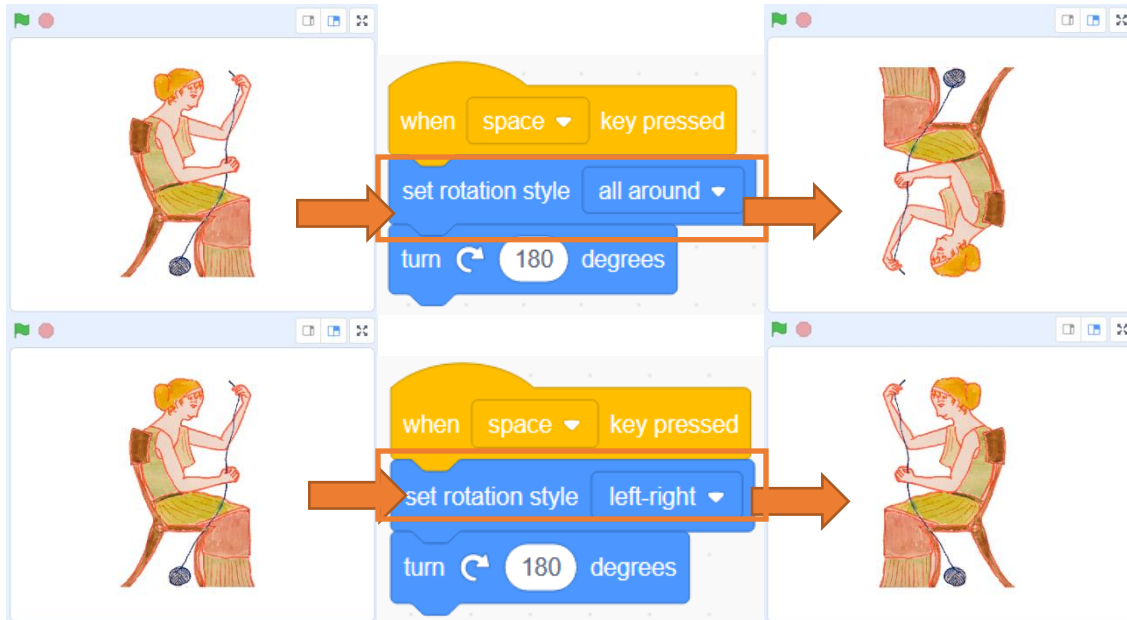 when space key pressed
set rotation style all around
turn 180 degrees
when space key pressed
set rotation style left-right
turn 180 degrees